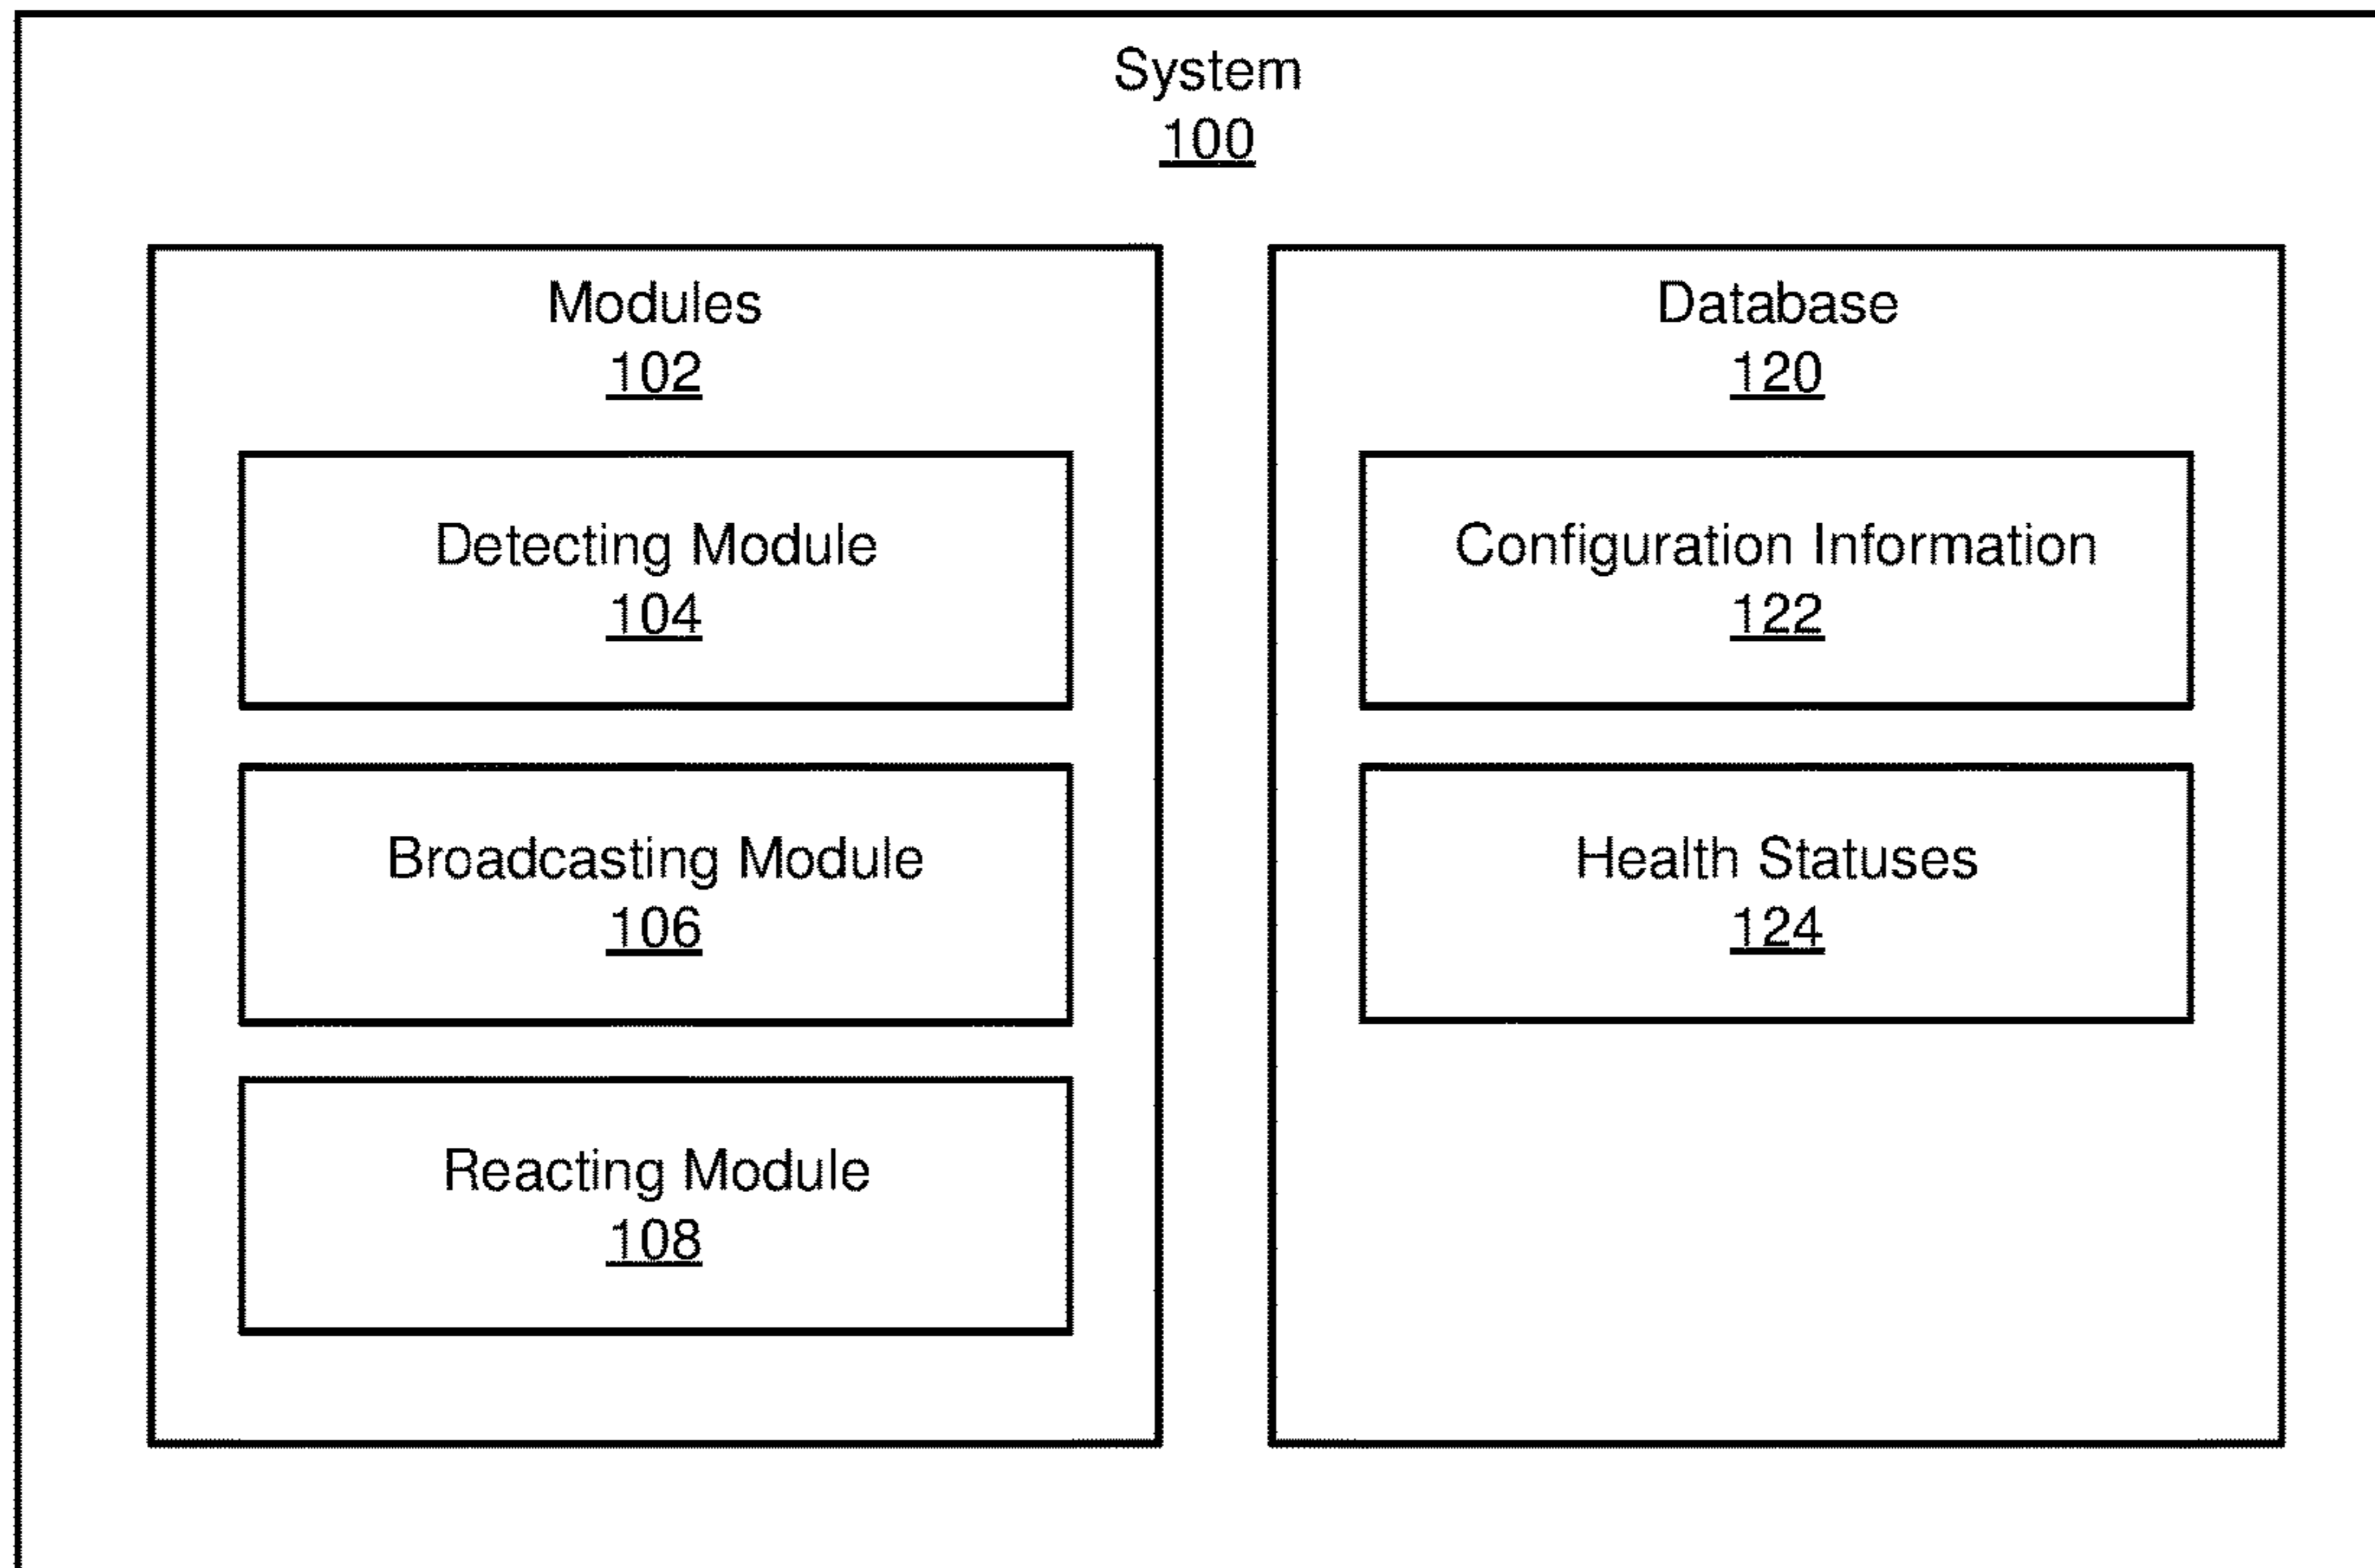 System
100
Modules
102
Detecting Module
104
Broadcasting Module
106
Reacting Module
108
Database
120
Configuration Information
122
Health Statuses
124